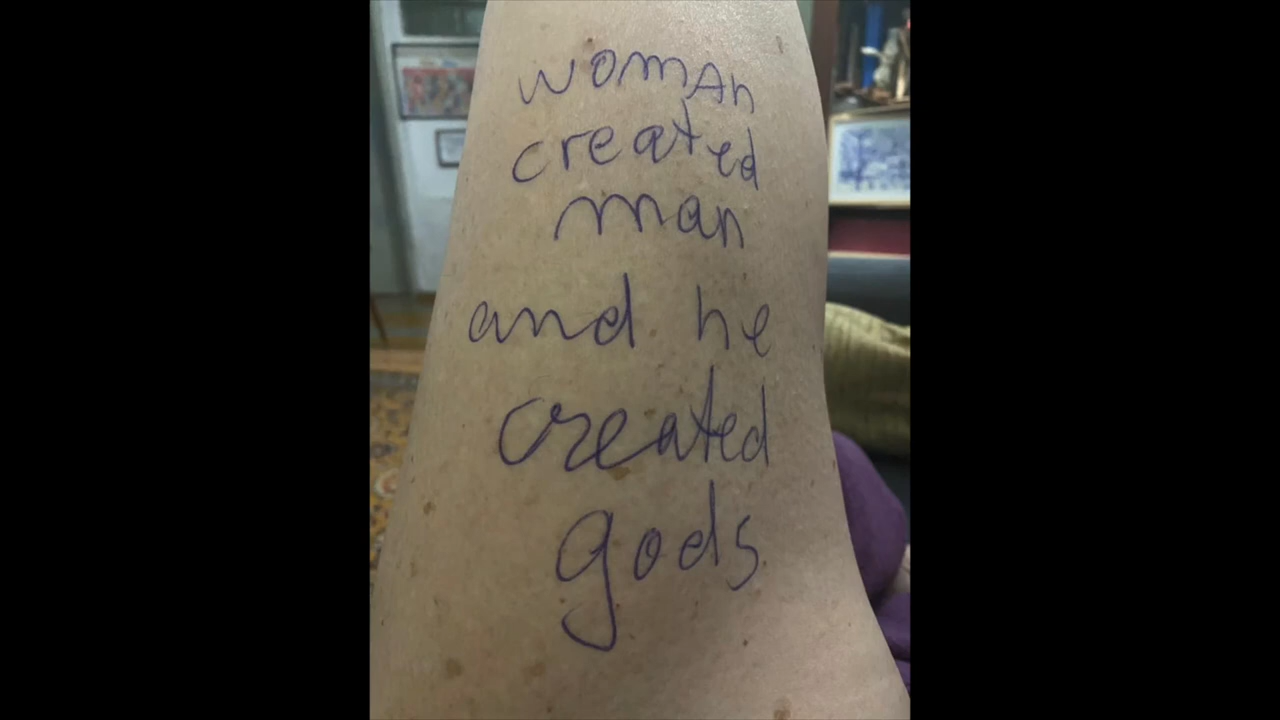 womAn
created
man
and he
created
gods